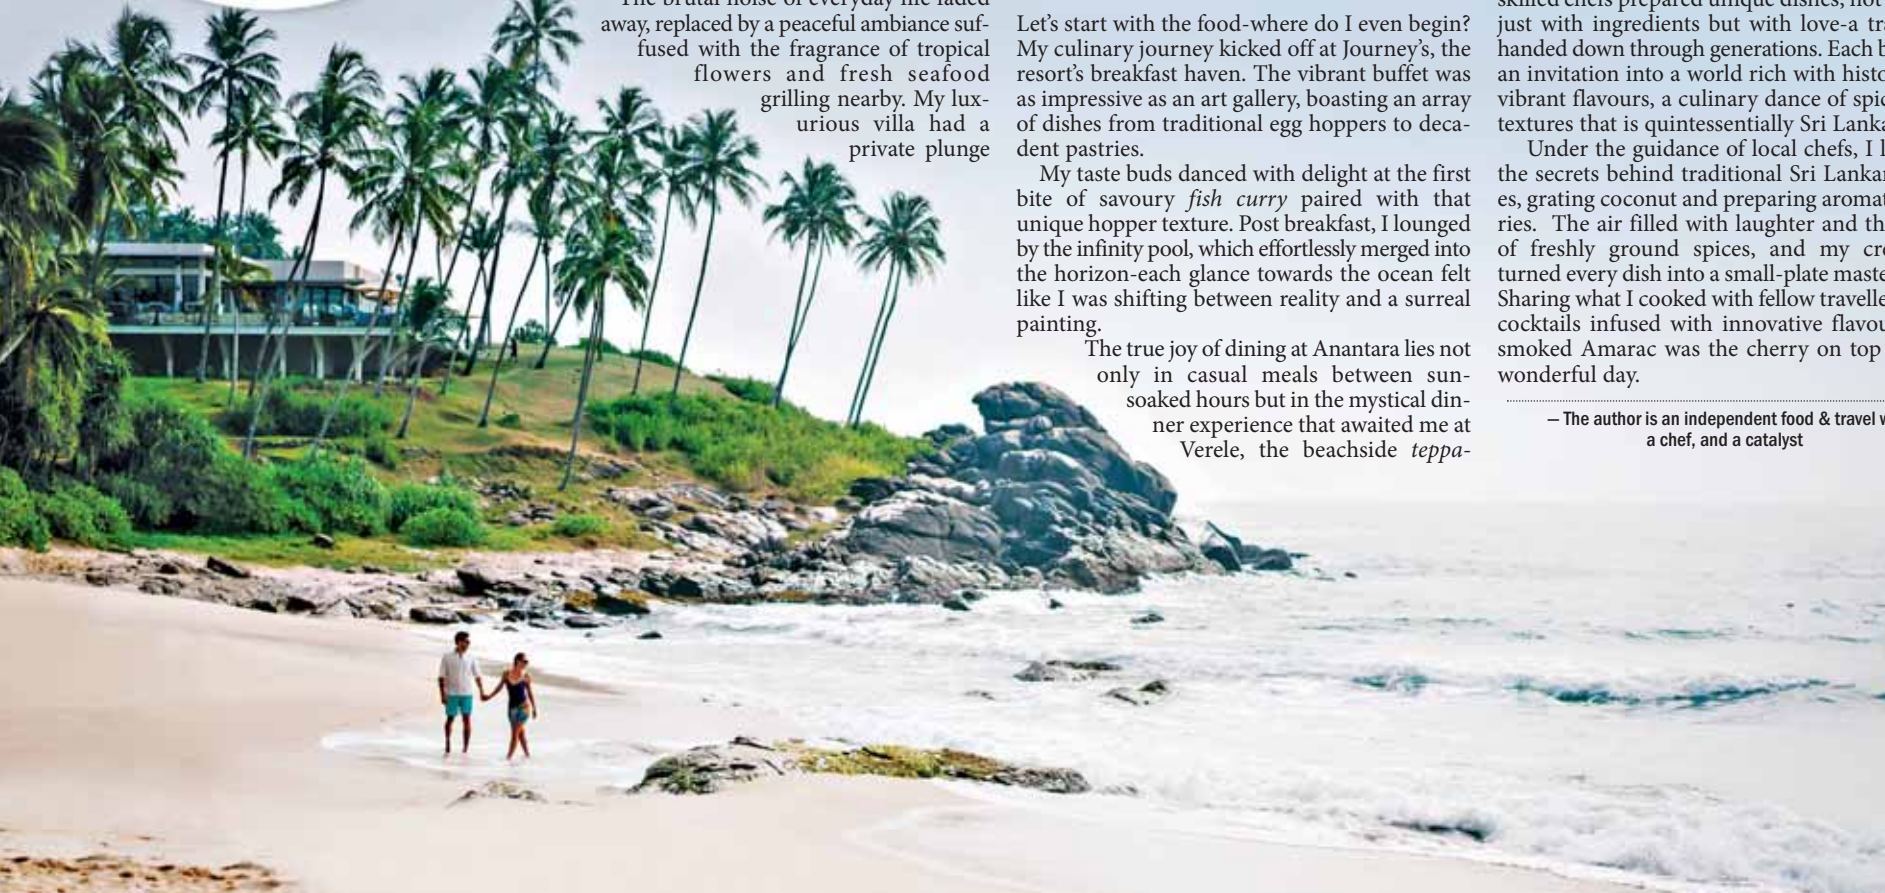 The brutal noise of everyday life faded
away, replaced by a peaceful ambiance suf-
fused with the fragrance of tropical
flowers and fresh seafood
grilling nearby. My lux-
urious villa had a
private plunge
Let’s start with the food-where do I even begin?
My culinary journey kicked off at Journey’s, the
resort’s breakfast haven. The vibrant buffet was
as impressive as an art gallery, boasting an array
of dishes from traditional egg hoppers to deca-
dent pastries.
My taste buds danced with delight at the first
bite of savoury fish curry paired with that
unique hopper texture. Post breakfast, I lounged
by the infinity pool, which effortlessly merged into
the horizon-each glance towards the ocean felt
like I was shifting between reality and a surreal
painting.
The true joy of dining at Anantara lies not
only in casual meals between sun-
soaked hours but in the mystical din-
ner experience that awaited me at
Verele, the beachside teppa-
skilled chefs prepared unique dishes, not
just with ingredients but with love-a
handed down through generations. Each
an invitation into a world rich with
vibrant flavours, a culinary dance of
textures that is quintessentially Sri
Under the guidance of local chefs, I
the secrets behind traditional Sri
es, grating coconut and preparing
ries. The air filled with laughter and
of freshly ground spices, and my
turned every dish into a small-plate
Sharing what I cooked with fellow
cocktails infused with innovative
smoked Amarac was the cherry on top
wonderful day.
– The author is an independent food & travel
a chef, and a catalyst